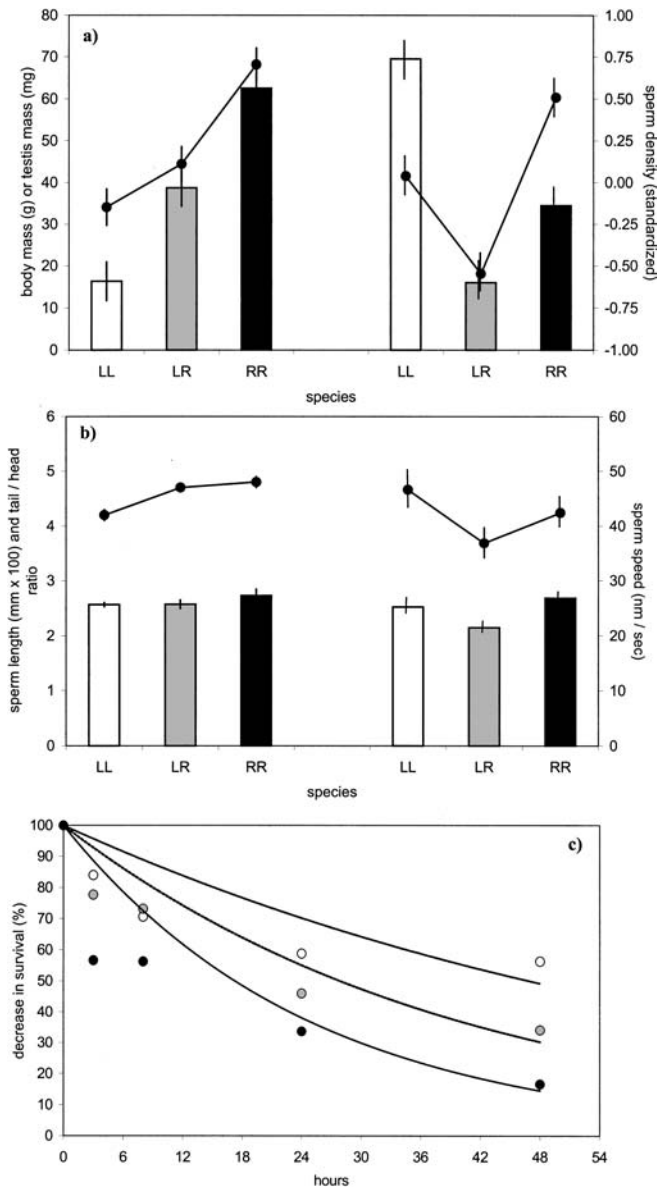 a)
body mass (g) or testis mass (mg)
80
70
60
50
40
30
20
10
0
1.00
0.75
0.50
0.25
0.00
-0.25
-0.50
-0.75
-1.00
sperm density (standardized)
LL LR RR LL LR RR
species
b)
sperm length (mm x 100) and tail / head
ratio
6
5
4
3
2
1
0
60
50
40
30
20
10
0
sperm speed (nm / sec)
LL LR RR LL LR RR
species
c)
decrease in survival (%)
100
90
80
70
60
50
40
30
20
10
0
0 6 12 18 24 30 36 42 48 54
hours